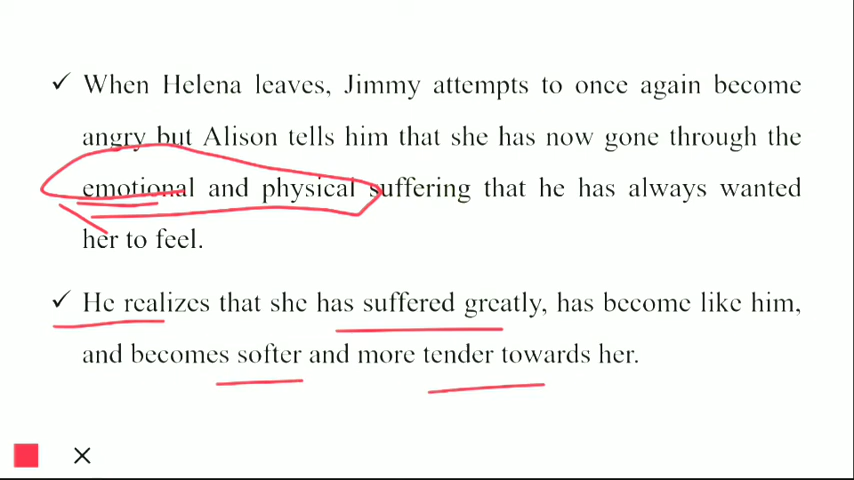 ✓ When Helena leaves, Jimmy attempts to once again become
angry but Alison tells him that she has now gone through the
emotional and physical suffering that he has always wanted
her to feel.
✓ He realizes that she has suffered greatly, has become like him,
and becomes softer and more tender towards her.